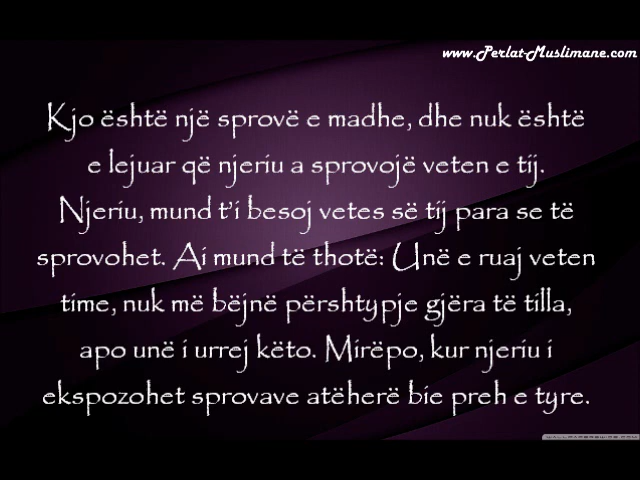 www.Perlat-Muslimane.com
Kjo është një sprovë e madhe, dhe nuk është
e lejuar që njeriu a sprovojë veten e tij.
Njeriu, mund t'i besoj vetes së tij para se të
sprovohet. Ai mund të thotë: Unë e ruaj veten
time, nuk më bëjnë përshtypje gjëra të tilla,
apo unë i urrej këto. Mirëpo, kur njeriu i
ekspozohet sprovave atëherë bie preh e tyre.